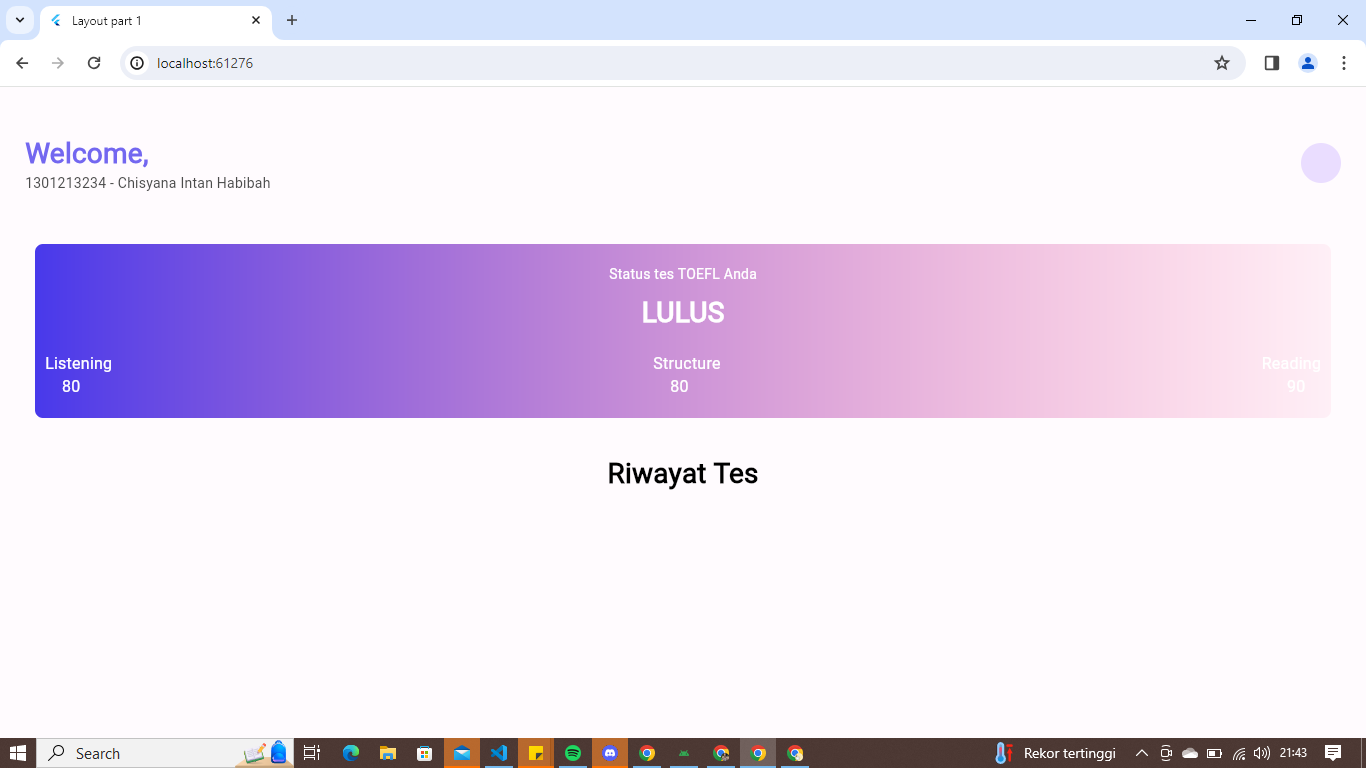 Layout part 1
localhost:61276
Welcome,
1301213234 - Chisyana Intan Habibah
Status tes TOEFL Anda
LULUS
Listening Structure Reading
80 80 90
Riwayat Tes
Search Rekor tertinggi 21:43